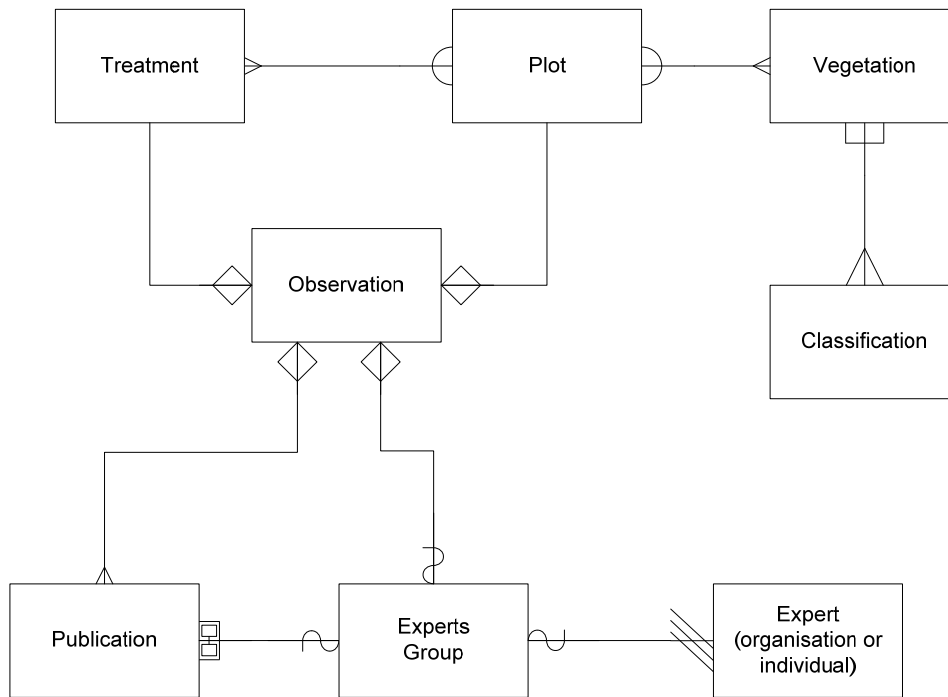 Treatment
Plot
Vegetation
Observation
Classification
Publication
Experts
Group
Expert
(organisation or
individual)